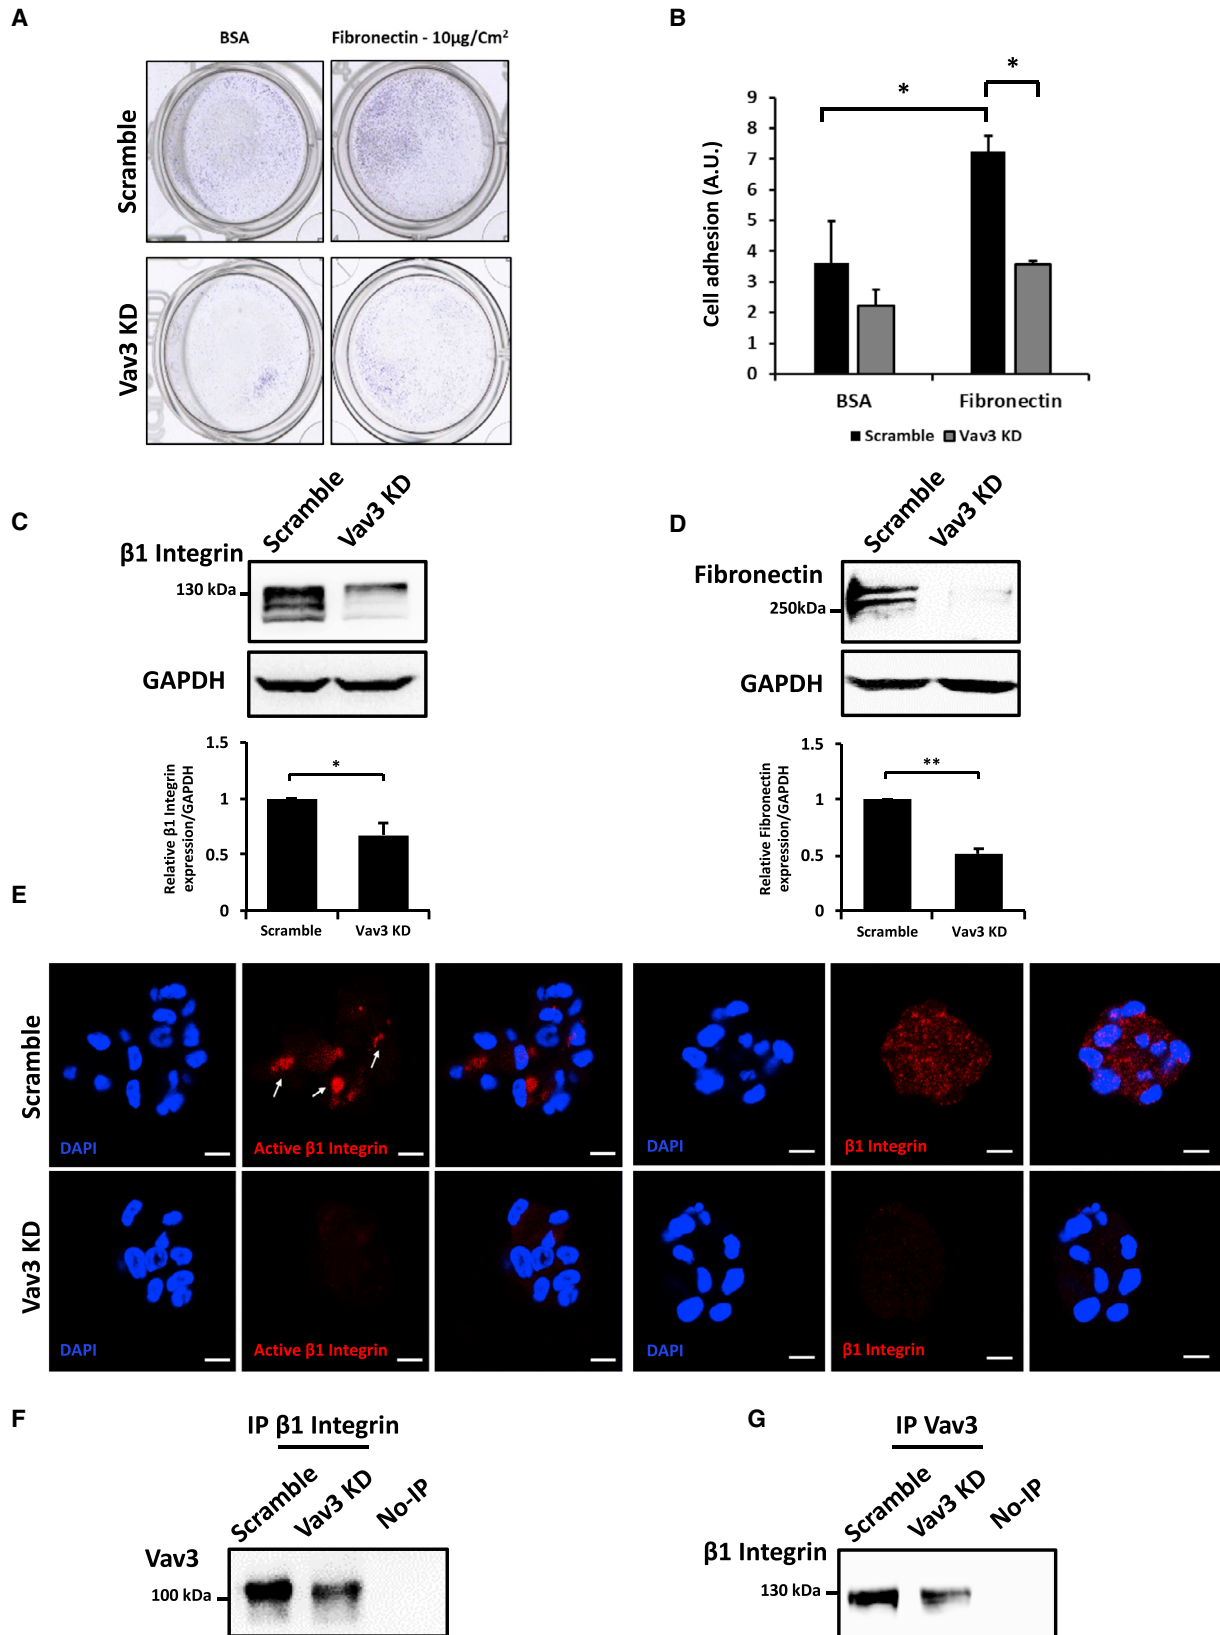 A
BSA
Fibronectin - 10µg/Cm²
Scramble
Vav3 KD
B
*
*
Cell adhesion (A.U.)
9
8
7
6
5
4
3
2
1
0
BSA
Fibronectin
Scramble
Vav3 KD
C
Scramble
Vav3 KD
β1 Integrin
130 kDa
GAPDH
Relative β1 Integrin
expression/GAPDH
1.5
1
0.5
0
*
Scramble
Vav3 KD
D
Scramble
Vav3 KD
Fibronectin
250kDa
GAPDH
Relative Fibronectin
expression/GAPDH
1.5
1
0.5
0
**
Scramble
Vav3 KD
E
Scramble
DAPI
Active β1 Integrin
DAPI
β1 Integrin
Vav3 KD
DAPI
Active β1 Integrin
DAPI
β1 Integrin
F
IP β1 Integrin
Scramble
Vav3 KD
No-IP
Vav3
100 kDa
G
IP Vav3
Scramble
Vav3 KD
No-IP
β1 Integrin
130 kDa